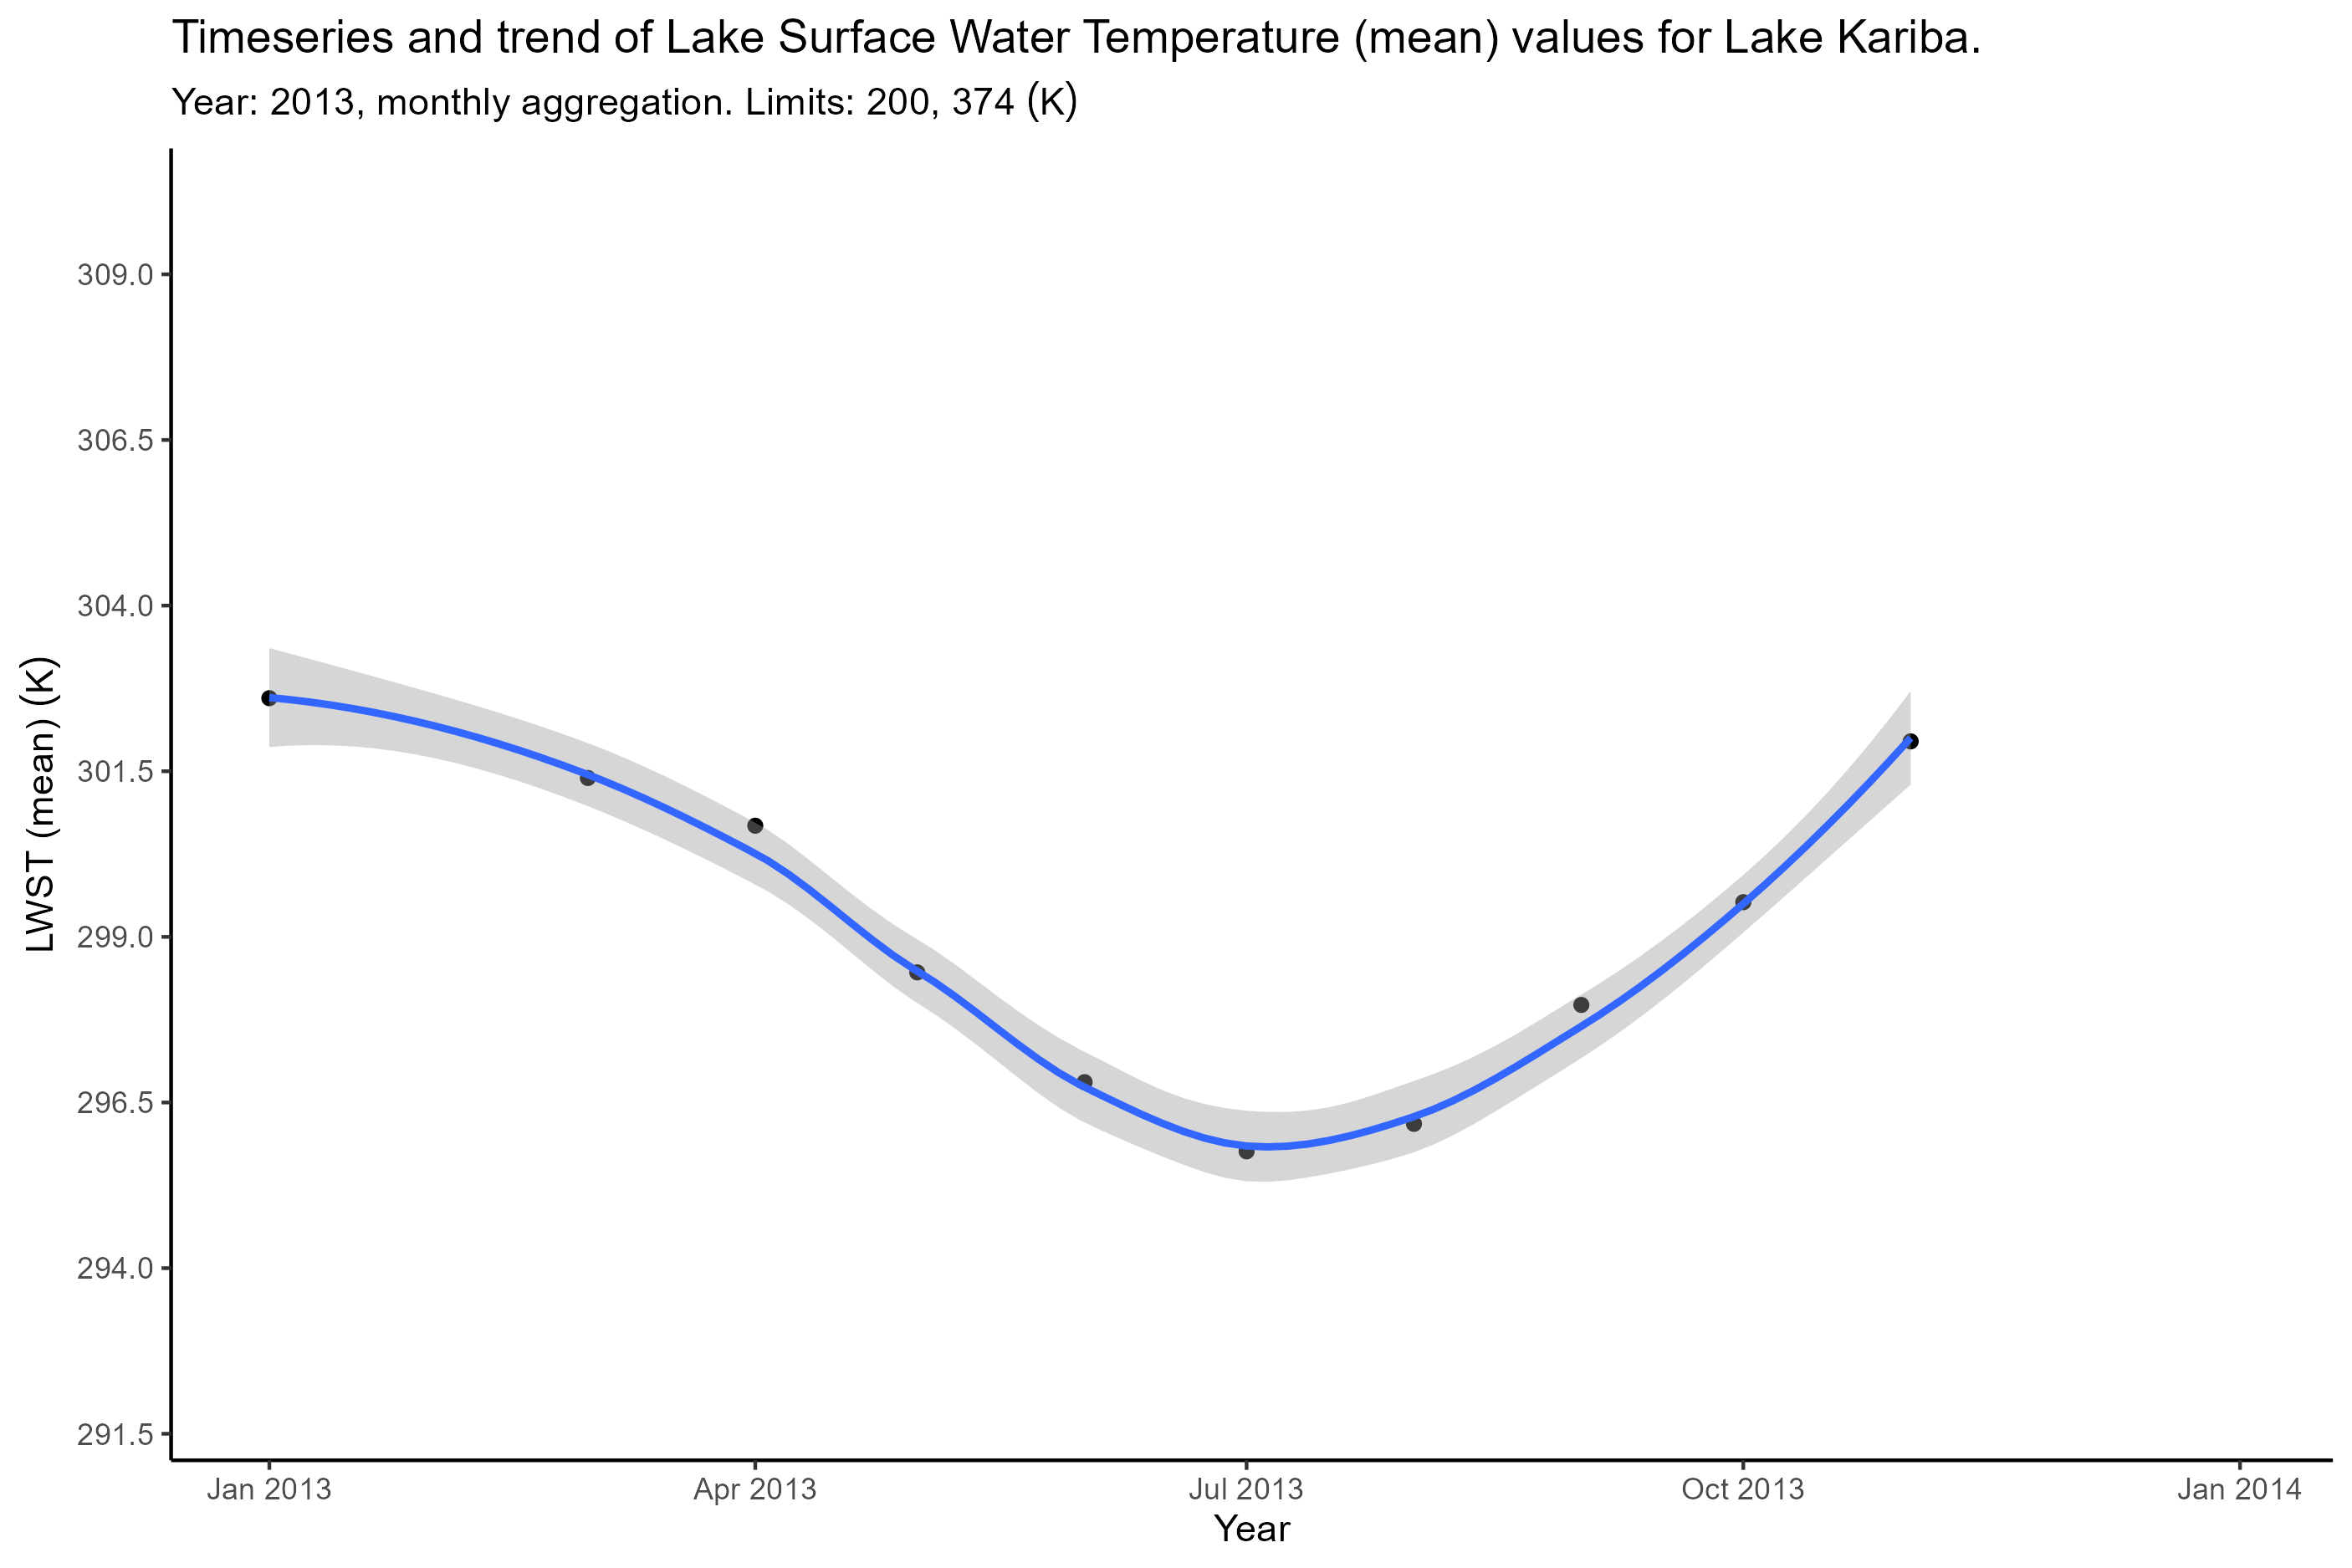 Timeseries and trend of Lake Surface Water Temperature (mean) values for Lake Kariba.
Year: 2013, monthly aggregation. Limits: 200, 374 (K)
LWST (mean) (K)
309.0
306.5
304.0
301.5
299.0
296.5
294.0
291.5
Jan 2013 Apr 2013 Jul 2013 Oct 2013 Jan 2014
Year